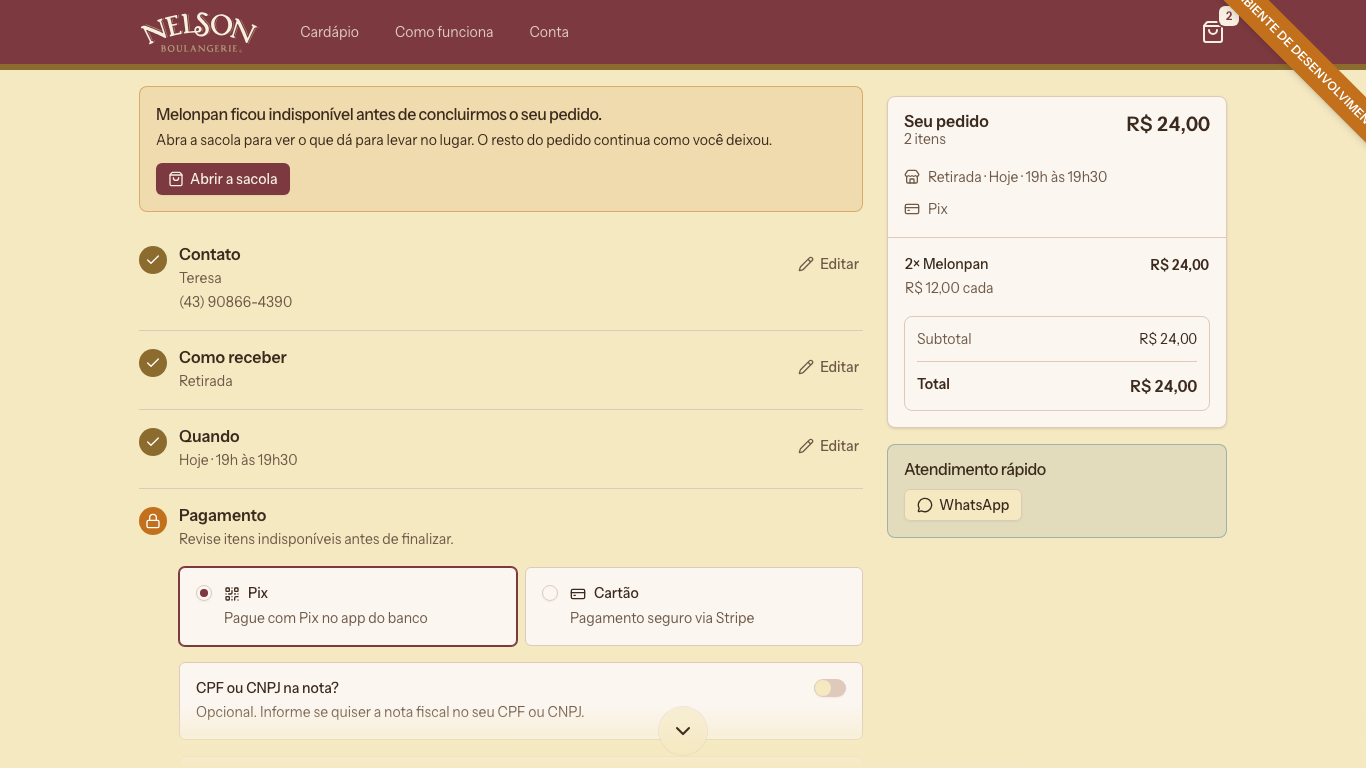 NELSON
BOULANGERIE.
Cardápio
Como funciona
Conta
2
BIENTE DE DESENVOLVIMEN
Melonpan ficou indisponível antes de concluirmos o seu pedido.
Abra a sacola para ver o que dá para levar no lugar. O resto do pedido continua como você deixou.
Abrir a sacola
Contato
Teresa
(43) 90866-4390
Editar
Como receber
Retirada
Editar
Quando
Hoje · 19h às 19h30
Editar
Pagamento
Revise itens indisponíveis antes de finalizar.
Pix
Pague com Pix no app do banco
Cartão
Pagamento seguro via Stripe
CPF ou CNPJ na nota?
Opcional. Informe se quiser a nota fiscal no seu CPF ou CNPJ.
Seu pedido
R$ 24,00
2 itens
Retirada · Hoje · 19h às 19h30
Pix
2× Melonpan
R$ 24,00
R$ 12,00 cada
Subtotal
R$ 24,00
Total
R$ 24,00
Atendimento rápido
WhatsApp